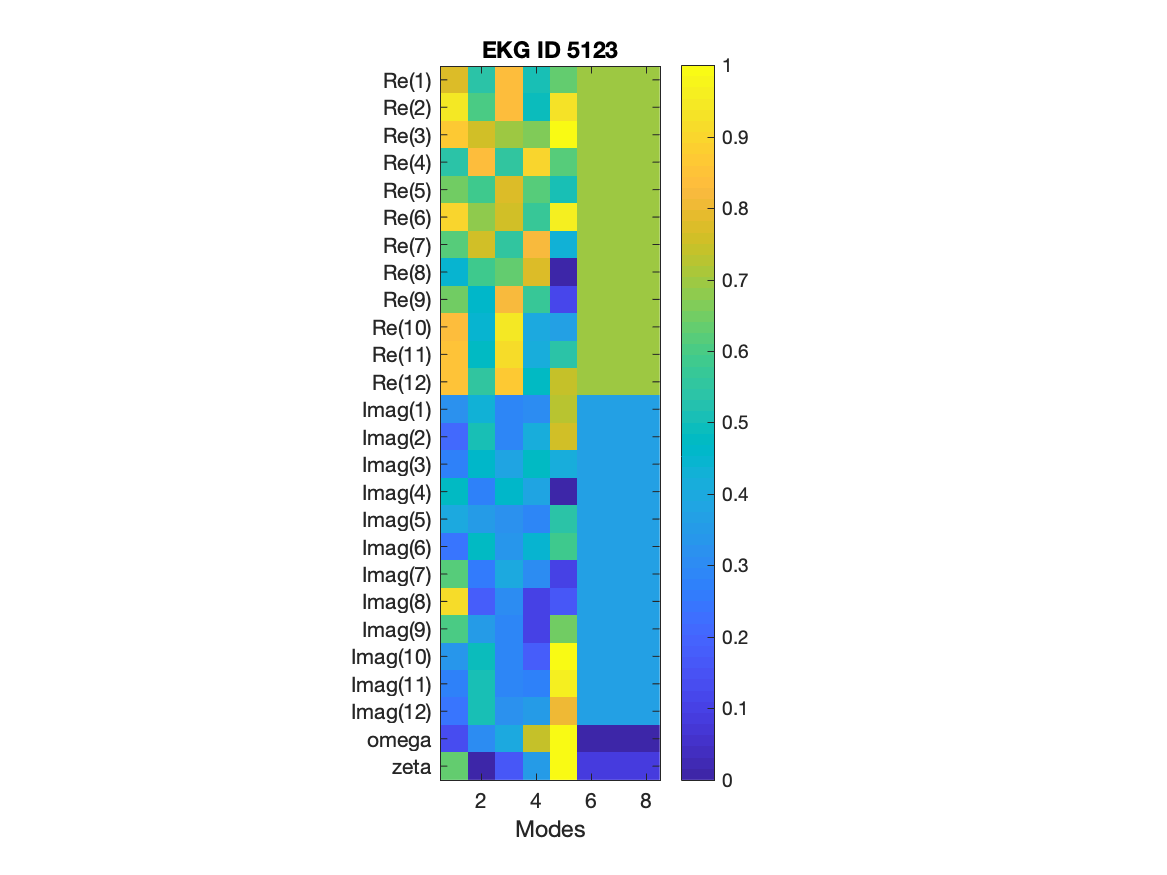 EKG ID 5123
Re(1)
Re(2)
Re(3)
Re(4)
Re(5)
Re(6)
Re(7)
Re(8)
Re(9)
Re(10)
Re(11)
Re(12)
Imag(1)
Imag(2)
Imag(3)
Imag(4)
Imag(5)
Imag(6)
Imag(7)
Imag(8)
Imag(9)
Imag(10)
Imag(11)
Imag(12)
omega
zeta
2 4 6 8
Modes
1
0.9
0.8
0.7
0.6
0.5
0.4
0.3
0.2
0.1
0